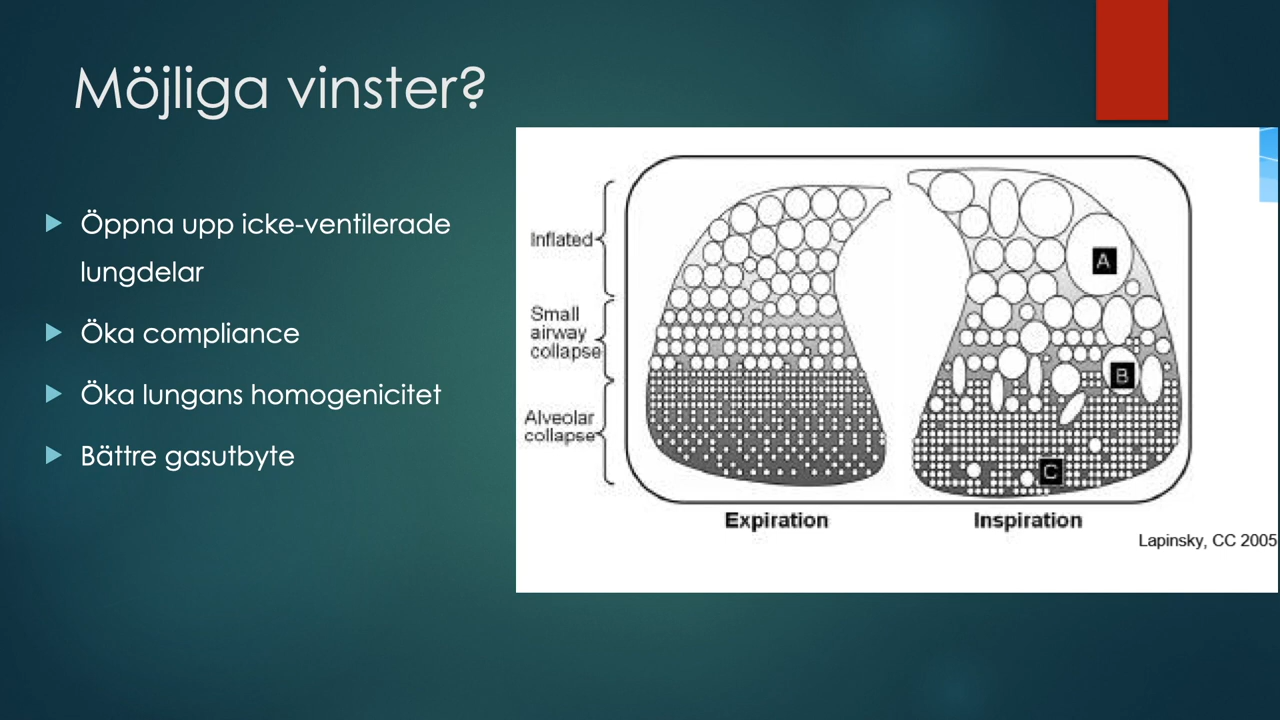 Möjliga vinster?
Öppna upp icke-ventilerade
lungdelar
Öka compliance
Öka lungans homogenicitet
Bättre gasutbyte
Inflated
Small
airway
collapse
Alveolar
collapse
A
B
C
Expiration
Inspiration
Lapinsky, CC 2005